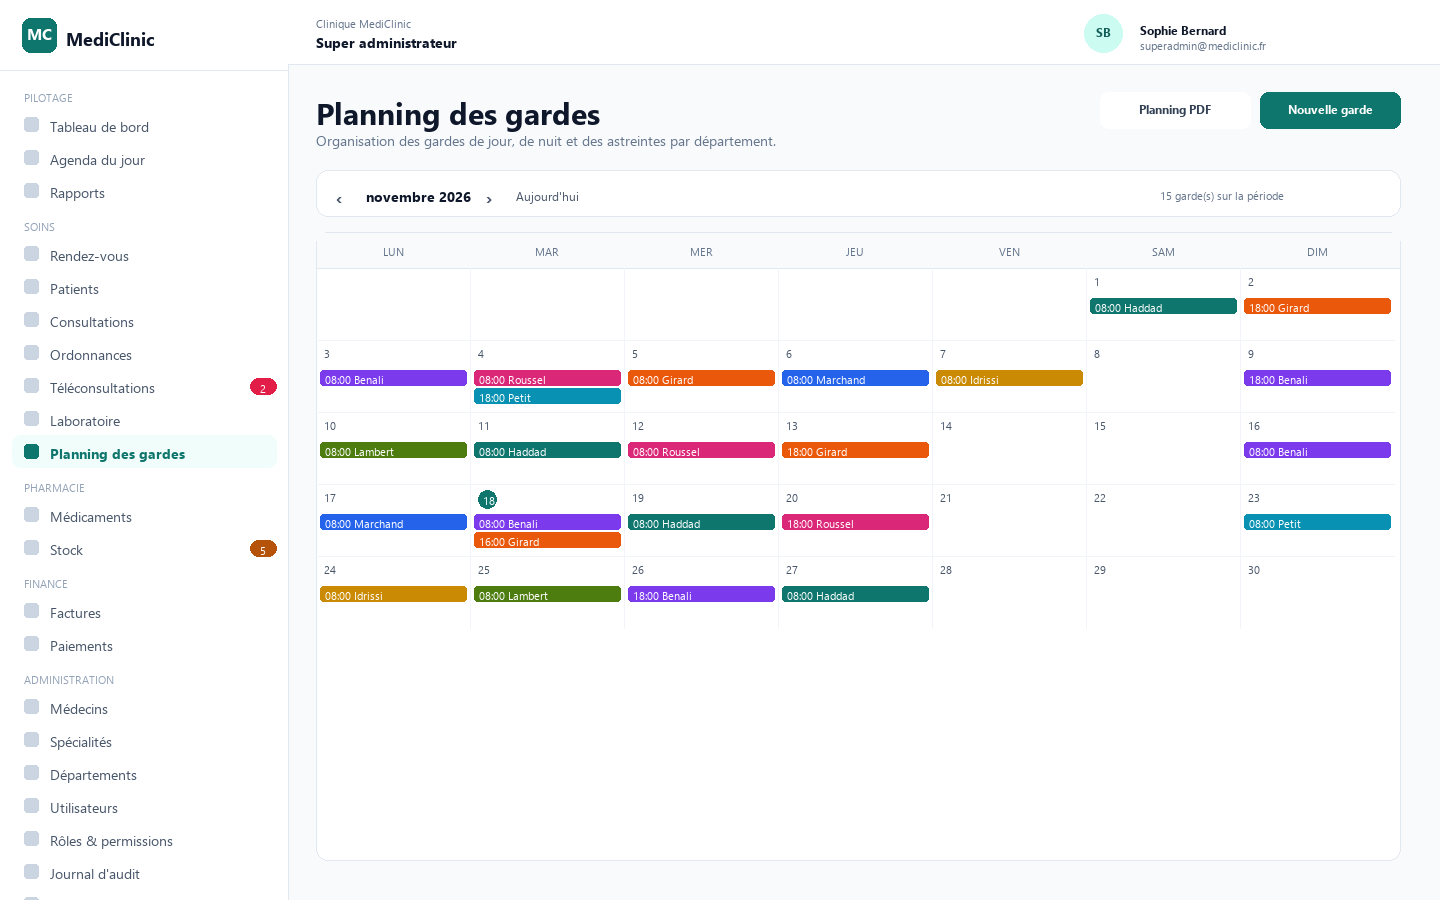 MC MediClinic
Clinique MediClinic
Super administrateur
SB
Sophie Bernard
superadmin@mediclinic.fr
PILOTAGE
Tableau de bord
Agenda du jour
Rapports
SOINS
Rendez-vous
Patients
Consultations
Ordonnances
Téléconsultations 2
Laboratoire
Planning des gardes
PHARMACIE
Médicaments
Stock 5
FINANCE
Factures
Paiements
ADMINISTRATION
Médecins
Spécialités
Départements
Utilisateurs
Rôles & permissions
Journal d'audit
Planning des gardes
Organisation des gardes de jour, de nuit et des astreintes par département.
Planning PDF
Nouvelle garde
‹ novembre 2026 › Aujourd'hui 15 garde(s) sur la période
LUN MAR MER JEU VEN SAM DIM
1 2
08:00 Haddad 18:00 Girard
3 4 5 6 7 8 9
08:00 Benali 08:00 Roussel 08:00 Girard 08:00 Marchand 08:00 Idrissi 18:00 Benali
18:00 Petit
10 11 12 13 14 15 16
08:00 Lambert 08:00 Haddad 08:00 Roussel 18:00 Girard 08:00 Benali
17 18 19 20 21 22 23
08:00 Marchand 08:00 Benali 08:00 Haddad 18:00 Roussel 08:00 Petit
16:00 Girard
24 25 26 27 28 29 30
08:00 Idrissi 08:00 Lambert 18:00 Benali 08:00 Haddad